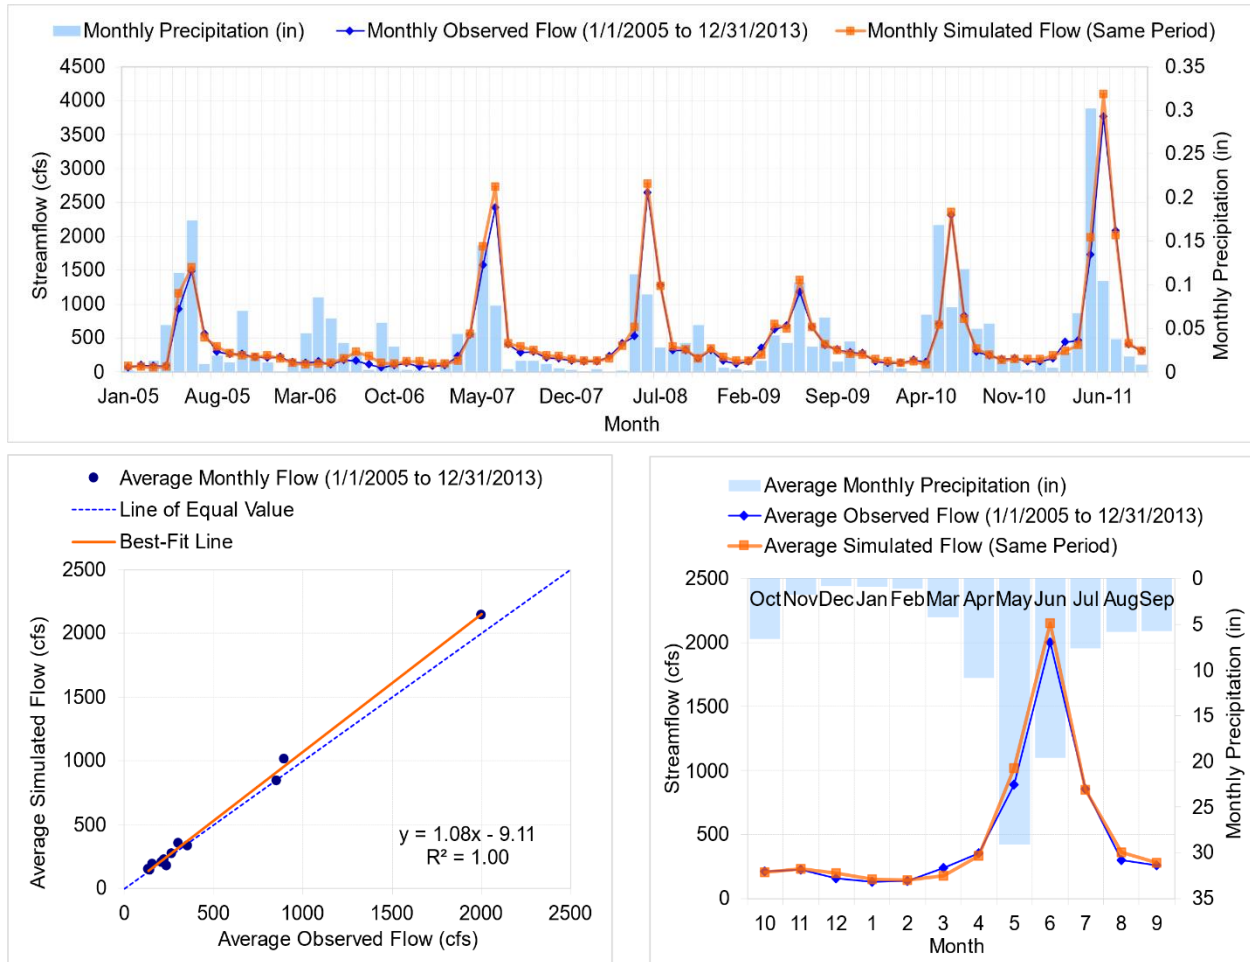 Monthly Precipitation (in) Monthly Observed Flow (1/1/2005 to 12/31/2013) Monthly Simulated Flow (Same Period)
4500 0.35
4000 0.3
3500
3000 0.25
2500 0.2
2000 0.15
1500 0.1
1000
500 0.05
0 0
Streamflow (cfs)
Monthly Precipitation (in)
Jan-05 Aug-05 Mar-06 Oct-06 May-07 Dec-07 Jul-08 Feb-09 Sep-09 Apr-10 Nov-10 Jun-11
Month
Average Monthly Flow (1/1/2005 to 12/31/2013)
Line of Equal Value
Best-Fit Line
2500
2000
1500
1000
500
0
Average Simulated Flow (cfs)
y = 1.08x - 9.11
R² = 1.00
0 500 1000 1500 2000 2500
Average Observed Flow (cfs)
Average Monthly Precipitation (in)
Average Observed Flow (1/1/2005 to 12/31/2013)
Average Simulated Flow (Same Period)
2500 0
Oct Nov Dec Jan Feb Mar Apr May Jun Jul Aug Sep
2000 5
10
1500 15
1000 20
25
500 30
0 35
Streamflow (cfs)
Monthly Precipitation (in)
10 11 12 1 2 3 4 5 6 7 8 9
Month